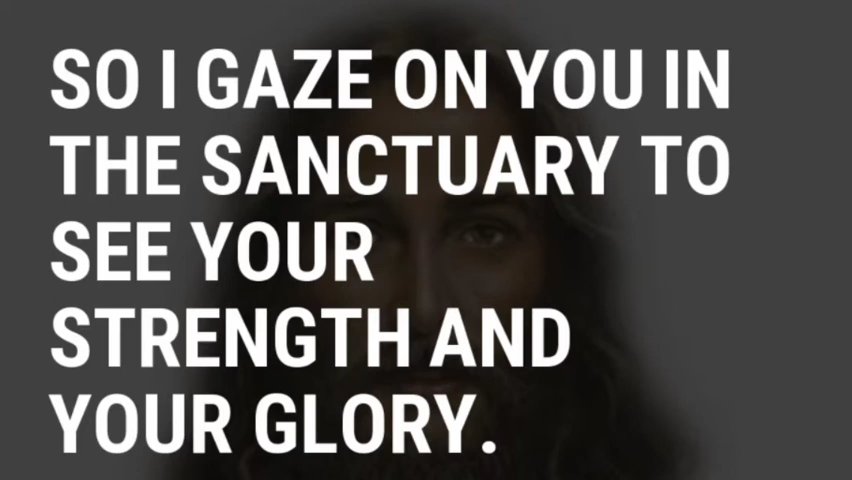 SO I GAZE ON YOU IN
THE SANCTUARY TO
SEE YOUR
STRENGTH AND
YOUR GLORY.